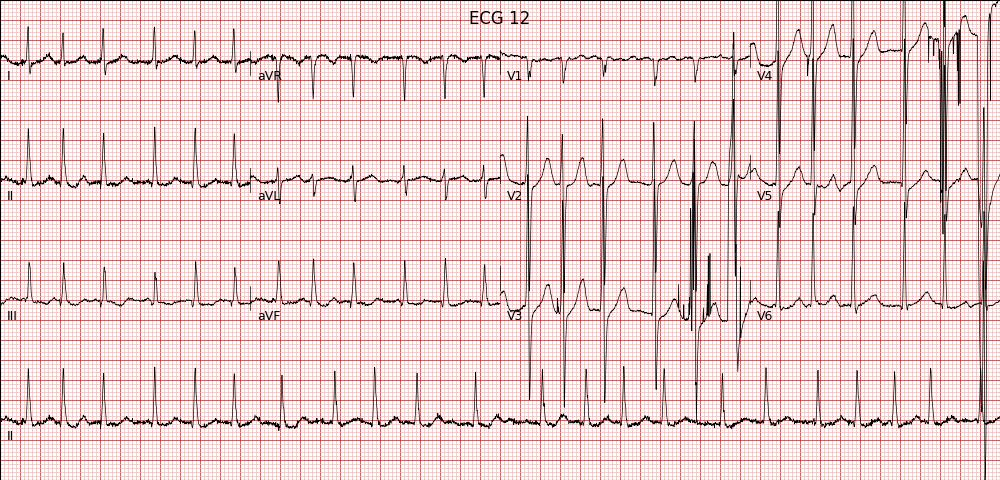 ECG 12
I aVR V1 V4
II aVL V2 V5
III aVF V3 V6
II